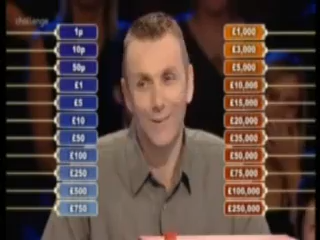 challenge
1p £1,000
10p £3,000
50p £5,000
£1 £10,000
£5 £15,000
£10 £20,000
£50 £35,000
£100 £50,000
£250 £75,000
£500 £100,000
£750 £250,000